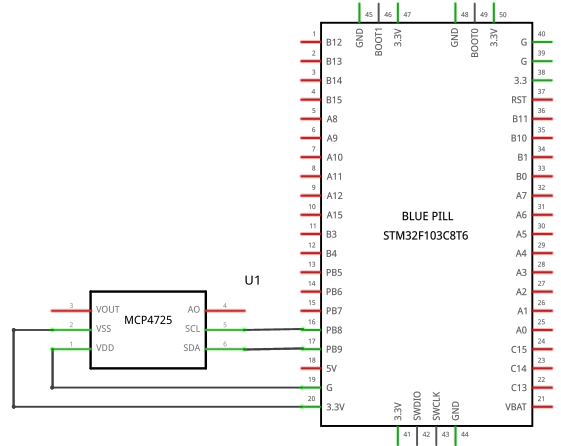 45 46 47 48 49 50
GND BOOT1 3.3V GND BOOT0 3.3V
1 B12 G 40
2 B13 G 39
3 B14 3.3 38
4 B15 RST 37
5 A8 B11 36
6 A9 B10 35
7 A10 B1 34
8 A11 B0 33
9 A12 A7 32
10 A15 A6 31
BLUE PILL
11 B3 A5 30
STM32F103C8T6
12 B4 A4 29
13 PB5 A3 28
U1
14 PB6 A2 27
15 PB7 A1 26
3 VOUT AO 4
MCP4725
16 PB8 A0 25
2 VSS SCL 5
17 PB9 C15 24
1 VDD SDA 6
18 5V C14 23
19 G C13 22
20 3.3V VBAT 21
3.3V SWDIO SWCLK GND
41 42 43 44